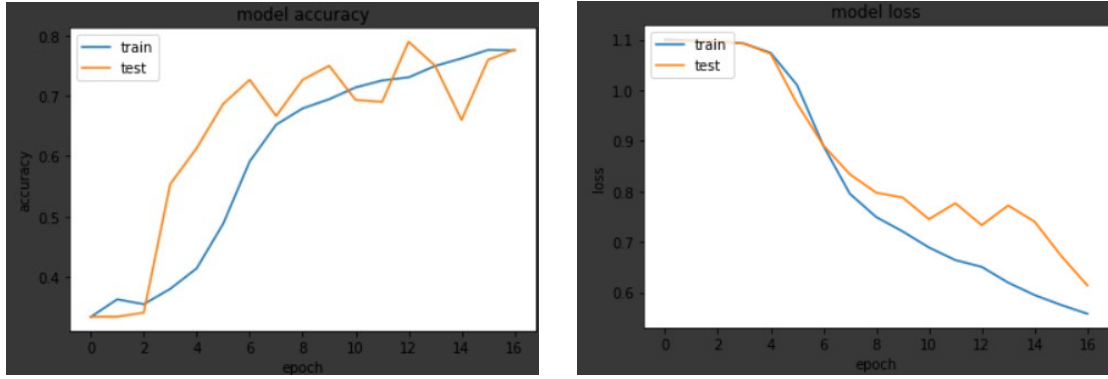 model accuracy
train
test
0.8
0.7
0.6
0.5
0.4
accuracy
0 2 4 6 8 10 12 14 16
epoch
model loss
train
test
1.1
1.0
0.9
0.8
0.7
0.6
loss
0 2 4 6 8 10 12 14 16
epoch